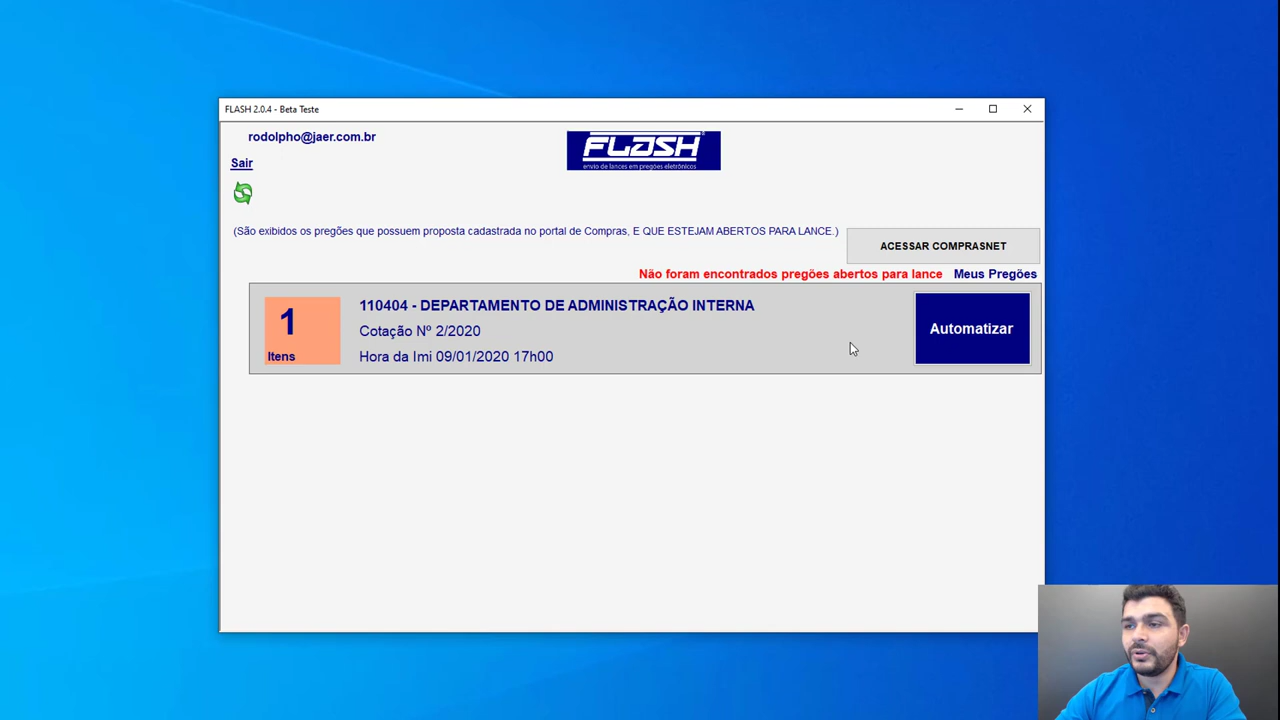 FLASH 2.0.4 - Beta Teste
rodolpho@jaer.com.br
Sair
FLASH
envio de lances em pregões eletrônicos
(São exibidos os pregões que possuem proposta cadastrada no portal de Compras, E QUE ESTEJAM ABERTOS PARA LANCE.)
ACESSAR COMPRASNET
Não foram encontrados pregões abertos para lance
Meus Pregões
1
Itens
110404 - DEPARTAMENTO DE ADMINISTRAÇÃO INTERNA
Cotação Nº 2/2020
Hora da Imi 09/01/2020 17h00
Automatizar